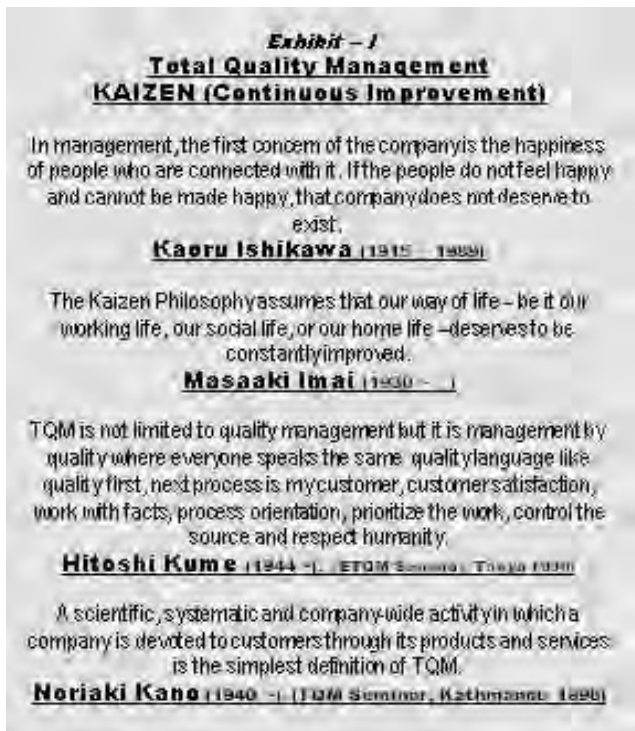 Exhibit – I
Total Quality Management
KAIZEN (Continuous Improvement)
In management, the first concern of the company is the happiness
of people who are connected with it. If the people do not feel happy
and cannot be made happy, that company does not deserve to
exist.
Kaoru Ishikawa (1915 – 1989)
The Kaizen Philosophy assumes that our way of life – be it our
working life, our social life, or our home life – deserves to be
constantly improved.
Masaaki Imai (1930 - )
TQM is not limited to quality management but it is management by
quality where everyone speaks the same quality language like
quality first, next process is my customer, customer satisfaction,
work with facts, process orientation, prioritize the work, control the
source and respect humanity.
Hitoshi Kume (1944 -), Seminar, Tokyo
A scientific, systematic and company-wide activity in which a
company is devoted to customers through its products and services
is the simplest definition of TQM.
Noriaki Kano (1940 -), (TQM Seminar, Kathmandu